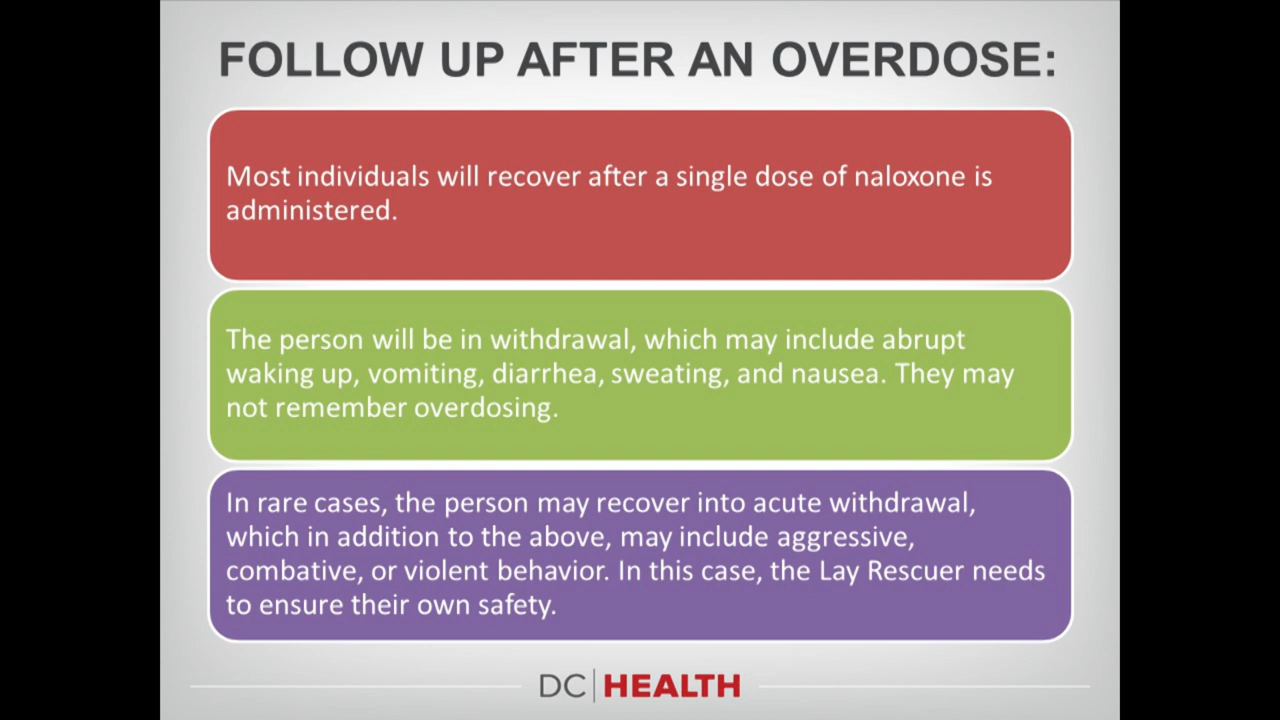 FOLLOW UP AFTER AN OVERDOSE:
Most individuals will recover after a single dose of naloxone is
administered.
The person will be in withdrawal, which may include abrupt
waking up, vomiting, diarrhea, sweating, and nausea. They may
not remember overdosing.
In rare cases, the person may recover into acute withdrawal,
which in addition to the above, may include aggressive,
combative, or violent behavior. In this case, the Lay Rescuer needs
to ensure their own safety.
DC|HEALTH